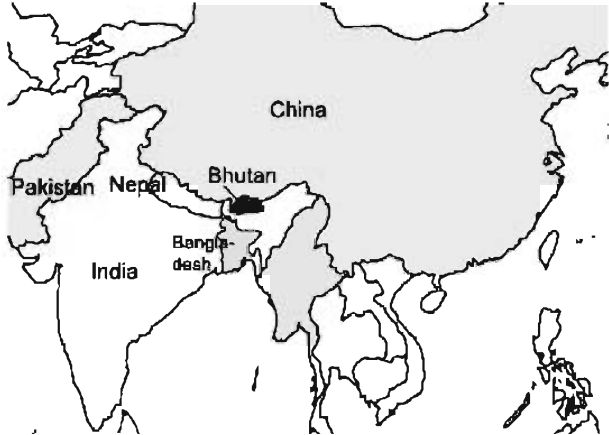 China
Bhutan
Pakistan
Nepal
Bangla-
desh
India